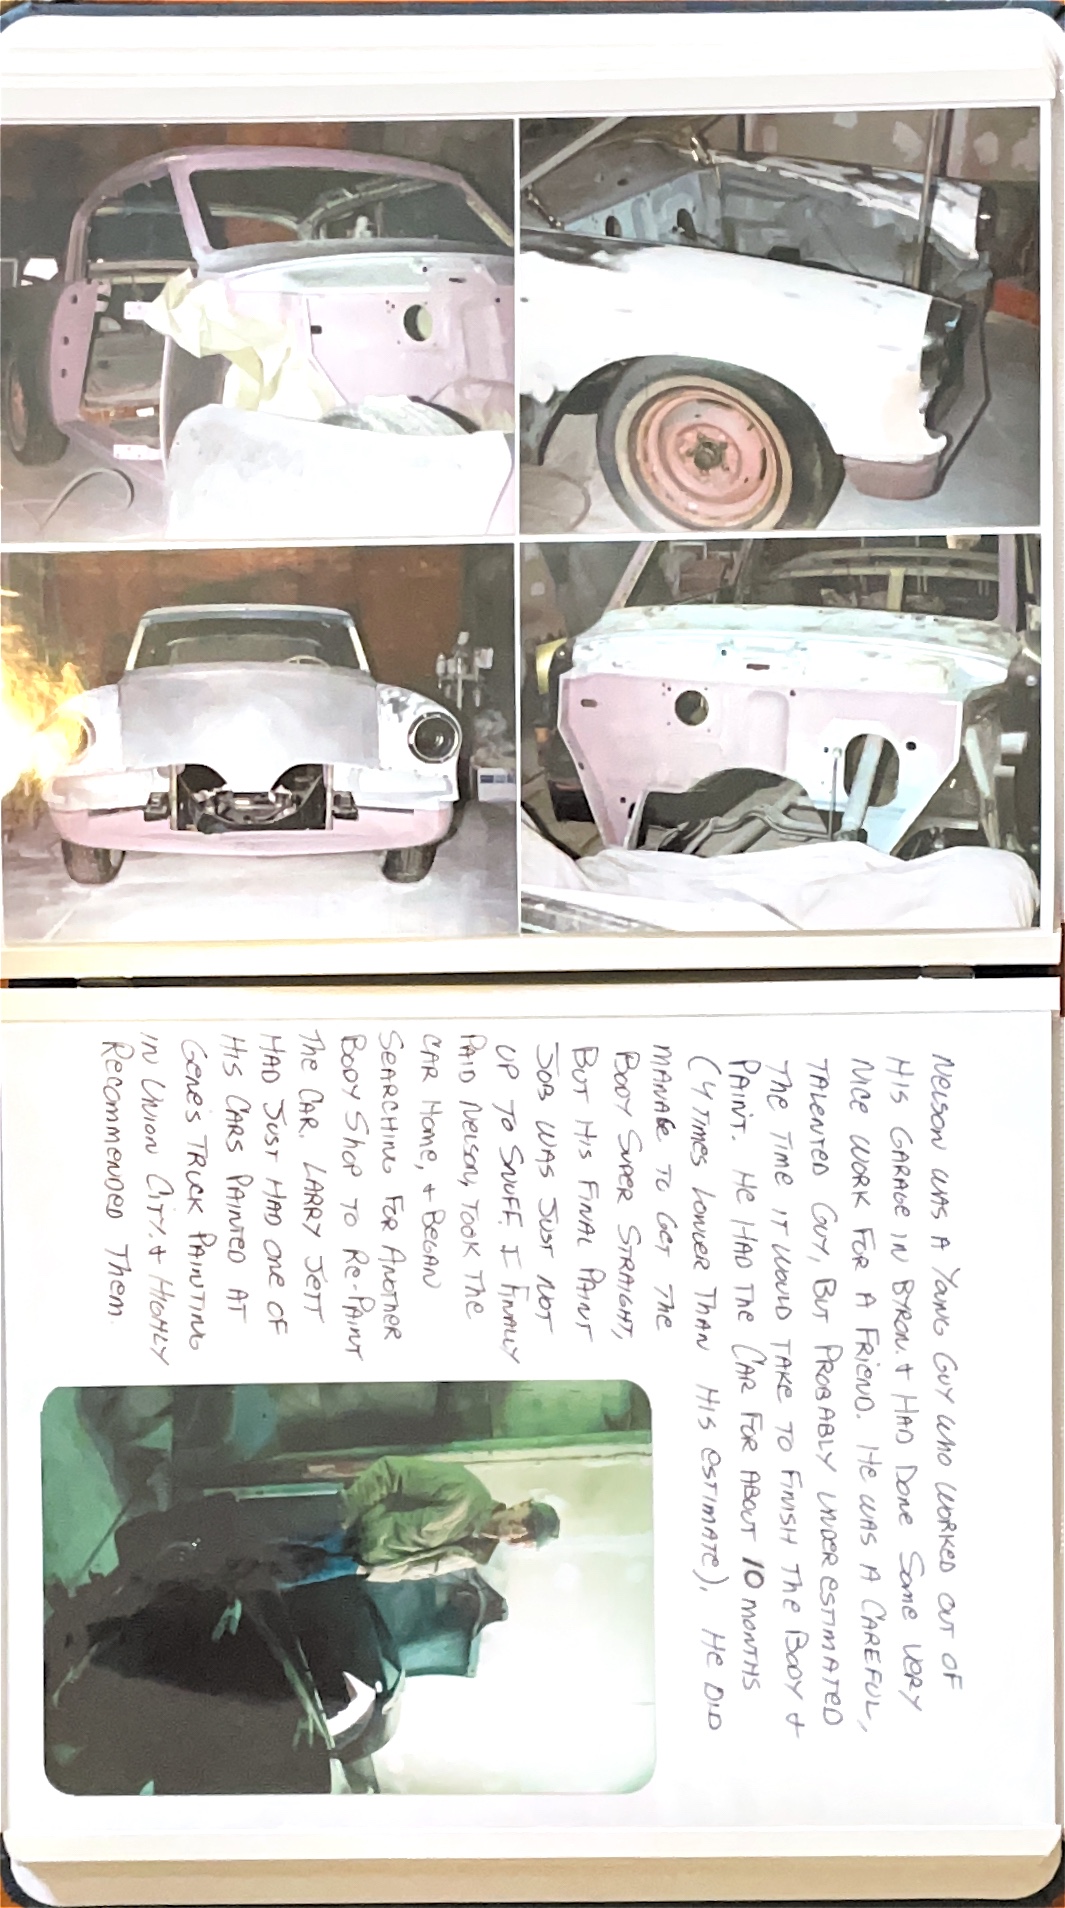 NELSON WAS A YOUNG GUY WHO WORKED OUT OF
HIS GARAGE IN BYRON. & HAD DONE SOME VERY
NICE WORK FOR A FRIEND. HE WAS A CAREFUL,
TALENTED GUY, BUT PROBABLY UNDER ESTIMATED
THE TIME IT WOULD TAKE TO FINISH THE BODY &
PAINT. HE HAD THE CAR FOR ABOUT 10 MONTHS
(4 TIMES LONGER THAN HIS ESTIMATE). HE DID
MANAGE TO GET THE
BODY SUPER STRAIGHT,
BUT HIS FINAL PAINT
JOB WAS JUST NOT
UP TO SNUFF. I FINALLY
PAID NELSON, TOOK THE
CAR HOME, & BEGAN
SEARCHING FOR ANOTHER
BODY SHOP TO RE-PAINT
THE CAR. LARRY JETT
HAD JUST HAD ONE OF
HIS CARS PAINTED AT
GENE'S TRUCK PAINTING
IN UNION CITY. & HIGHLY
RECOMMENDED THEM.